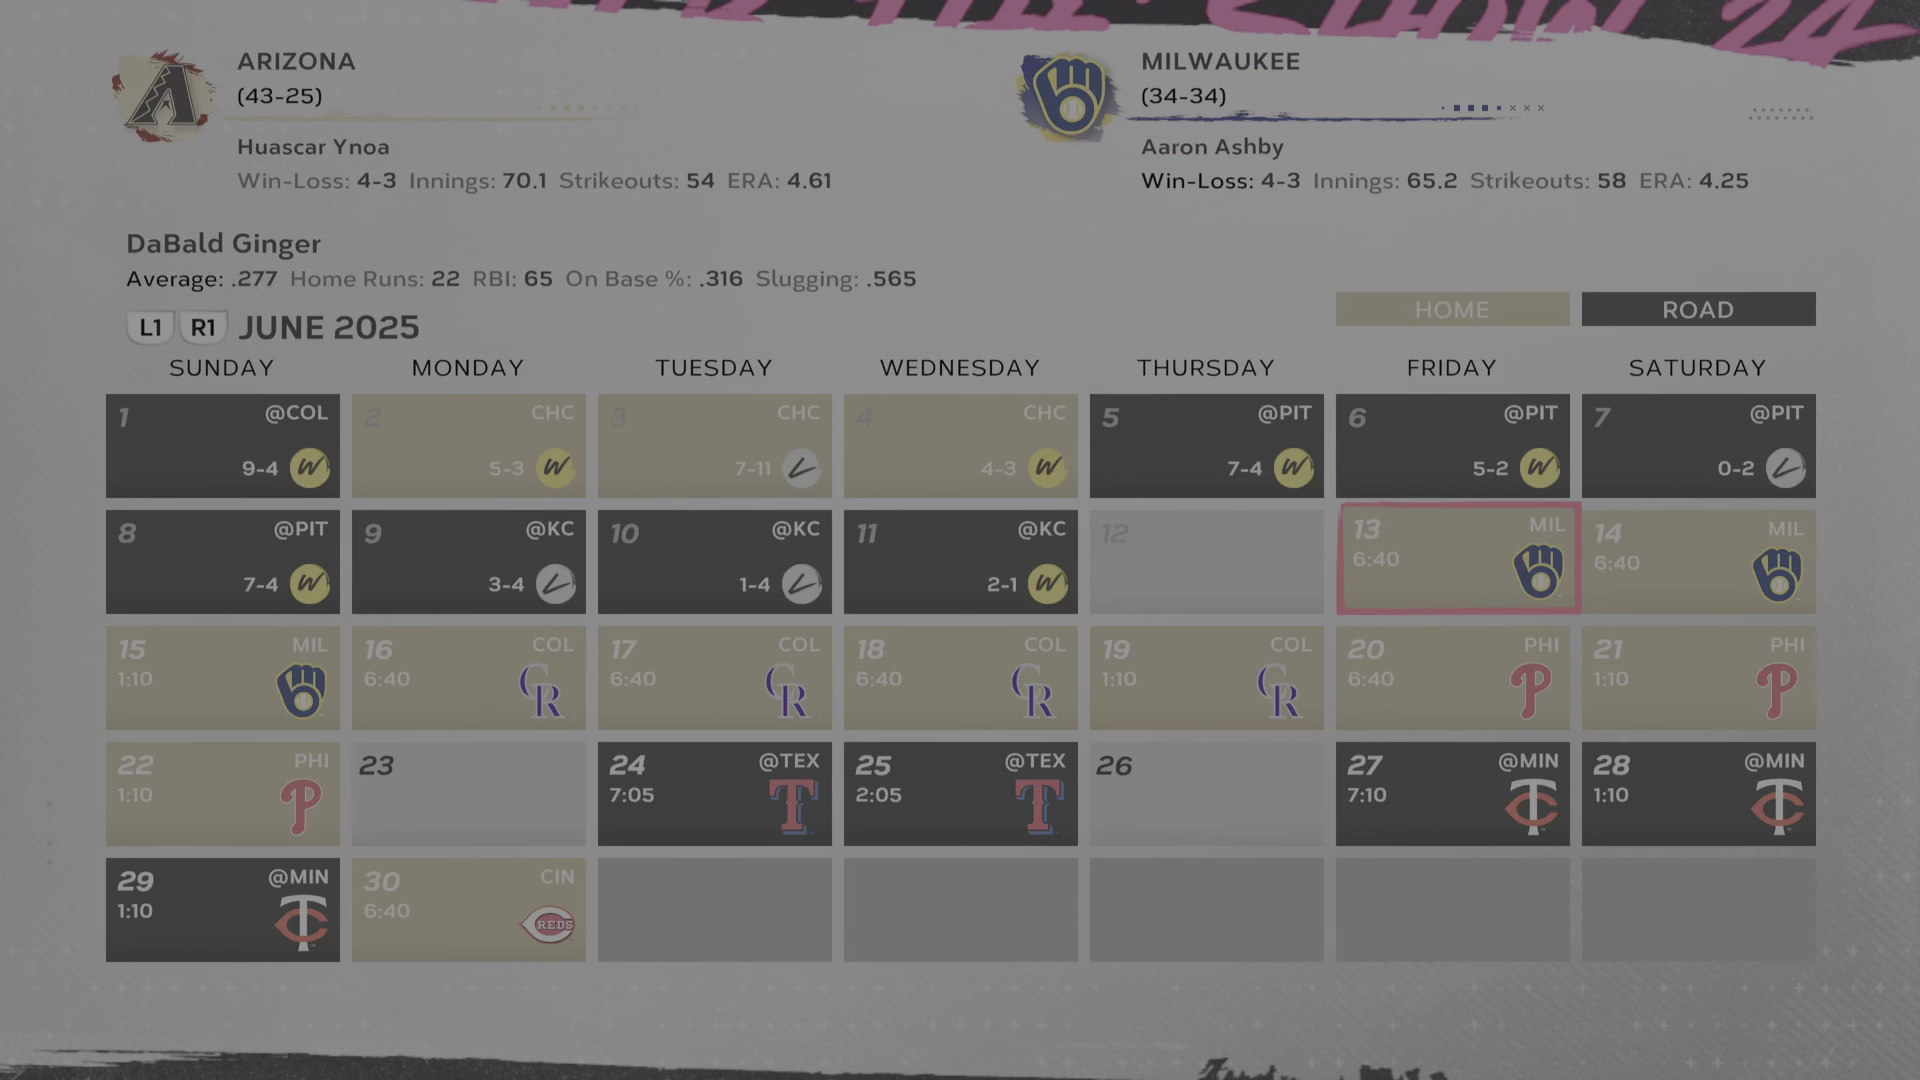 ARIZONA
(43-25)
Huascar Ynoa
Win-Loss: 4-3 Innings: 70.1 Strikeouts: 54 ERA: 4.61
MILWAUKEE
(34-34)
Aaron Ashby
Win-Loss: 4-3 Innings: 65.2 Strikeouts: 58 ERA: 4.25
DaBald Ginger
Average: .277 Home Runs: 22 RBI: 65 On Base %: .316 Slugging: .565
HOME ROAD
L1 R1 JUNE 2025
SUNDAY MONDAY TUESDAY WEDNESDAY THURSDAY FRIDAY SATURDAY
1 @COL 2 CHC 3 CHC 4 CHC 5 @PIT 6 @PIT 7 @PIT
9-4 W 5-3 W 7-11 L 4-3 W 7-4 W 5-2 W 0-2 L
8 @PIT 9 @KC 10 @KC 11 @KC 12 13 MIL 14 MIL
7-4 W 3-4 L 1-4 L 2-1 W 6:40 6:40
15 MIL 16 COL 17 COL 18 COL 19 COL 20 PHI 21 PHI
1:10 6:40 CR 6:40 CR 6:40 CR 1:10 CR 6:40 P 1:10 P
22 PHI 23 24 @TEX 25 @TEX 26 27 @MIN 28 @MIN
1:10 P 7:05 T 2:05 T 7:10 TC 1:10 TC
29 @MIN 30 CIN
1:10 TC 6:40 REDS